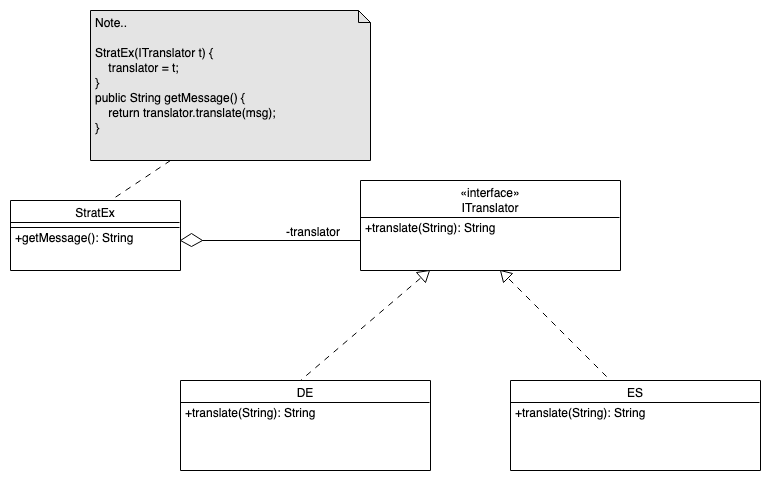 Note..
StratEx(ITranslator t) {
translator = t;
}
public String getMessage() {
return translator.translate(msg);
}
StratEx
+getMessage(): String
-translator
«interface»
ITranslator
+translate(String): String
DE
+translate(String): String
ES
+translate(String): String